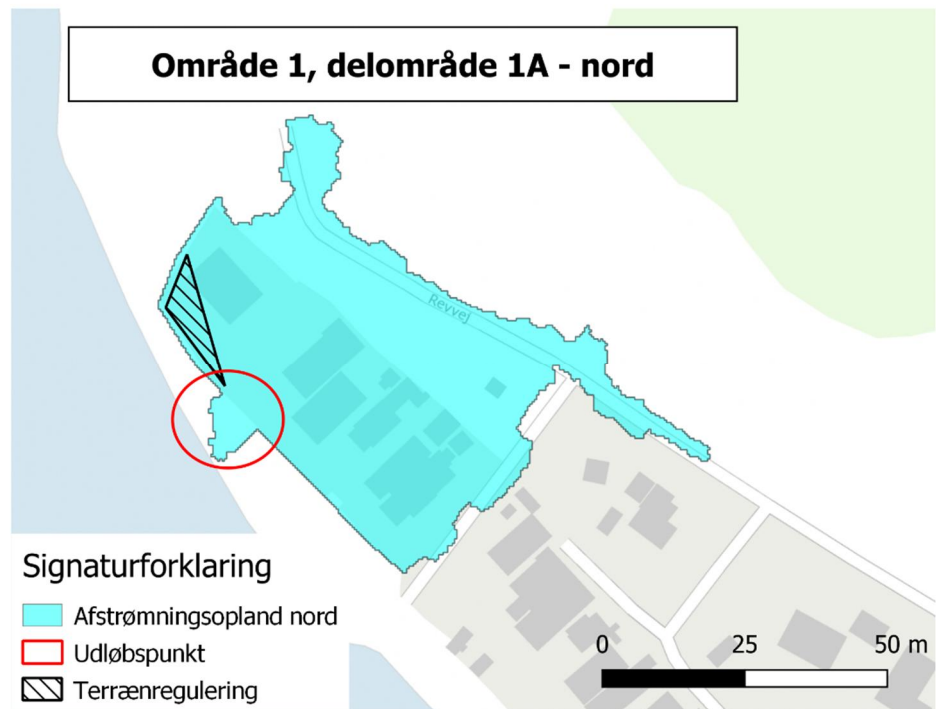 Område 1, delområde 1A - nord
Revvej
Signaturforklaring
Afstrømningsopland nord
Udløbspunkt
Terrænregulering
0 25 50 m